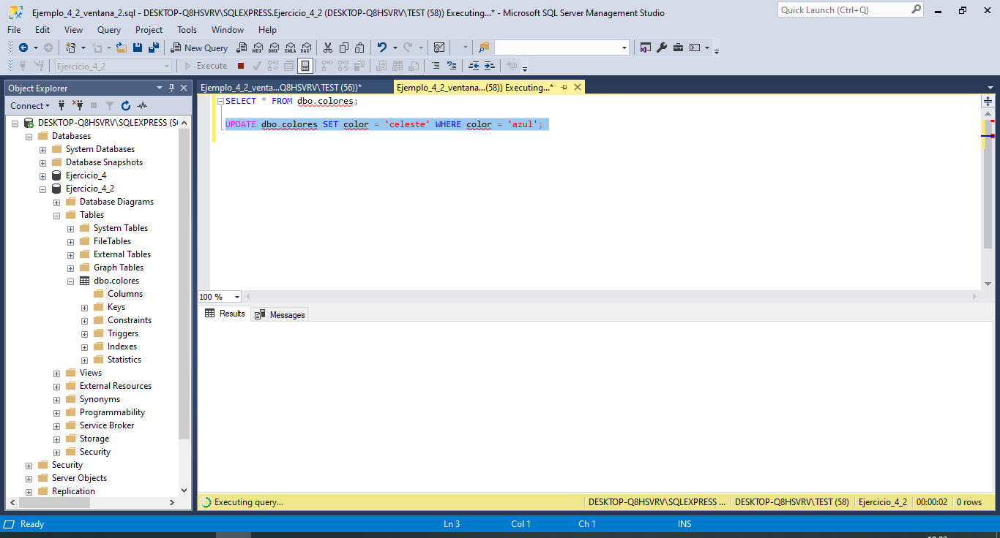 Ejemplo_4_2_ventana_2.sql - DESKTOP-Q8HSVRV\SQLEXPRESS.Ejercicio_4_2 (DESKTOP-Q8HSVRV\TEST (58)) Executing...* - Microsoft SQL Server Management Studio
Quick Launch (Ctrl+Q)
File Edit View Query Project Tools Window Help
New Query MDX DMX XMLA DAX
Ejercicio_4_2 Execute
Object Explorer
Ejemplo_4_2_venta...Q8HSVRV\TEST (56))*
Ejemplo_4_2_ventana...(58)) Executing...*
Connect
DESKTOP-Q8HSVRV\SQLEXPRESS (S
Databases
System Databases
Database Snapshots
Ejercicio_4
Ejercicio_4_2
Database Diagrams
Tables
System Tables
FileTables
External Tables
Graph Tables
dbo.colores
Columns
Keys
Constraints
Triggers
Indexes
Statistics
Views
External Resources
Synonyms
Programmability
Service Broker
Storage
Security
Security
Server Objects
Replication
SELECT * FROM dbo.colores;
UPDATE dbo.colores SET color = 'celeste' WHERE color = 'azul';
100 %
Results Messages
Executing query... DESKTOP-Q8HSVRV\SQLEXPRESS ... DESKTOP-Q8HSVRV\TEST (58) Ejercicio_4_2 00:00:02 0 rows
Ready Ln 3 Col 1 Ch 1 INS